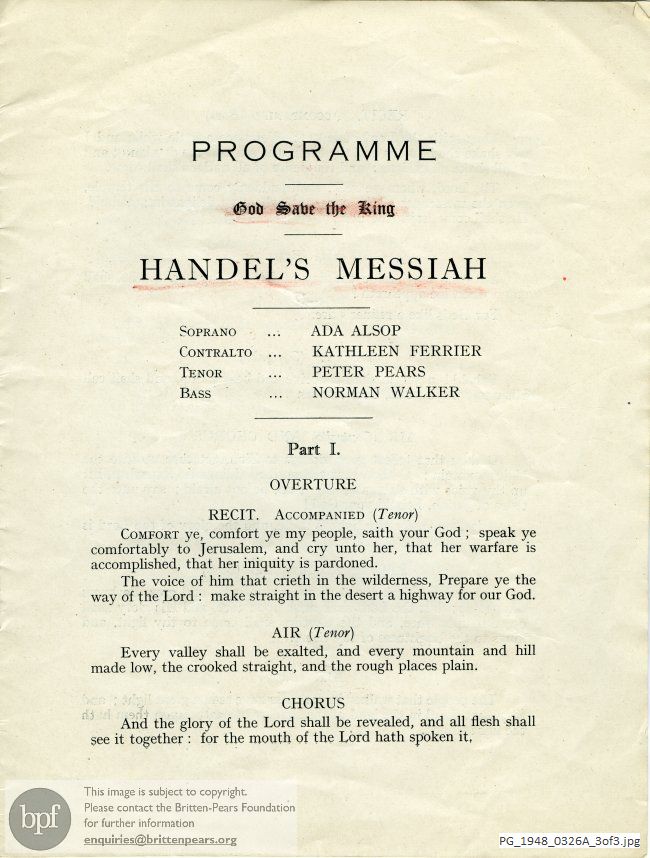 PROGRAMME
God Save the King
HANDEL'S MESSIAH
SOPRANO ... ADA ALSOP
CONTRALTO ... KATHLEEN FERRIER
TENOR ... PETER PEARS
BASS ... NORMAN WALKER
Part I.
OVERTURE
RECIT. ACCOMPANIED (Tenor)
COMFORT ye, comfort ye my people, saith your God ; speak ye
comfortably to Jerusalem, and cry unto her, that her warfare is
accomplished, that her iniquity is pardoned.
The voice of him that crieth in the wilderness, Prepare ye the
way of the Lord : make straight in the desert a highway for our God.
AIR (Tenor)
Every valley shall be exalted, and every mountain and hill
made low, the crooked straight, and the rough places plain.
CHORUS
And the glory of the Lord shall be revealed, and all flesh shall
see it together : for the mouth of the Lord hath spoken it.
bpf
This image is subject to copyright.
Please contact the Britten-Pears Foundation
for further information
enquiries@brittenpears.org
PG_1948_0326A_3of3.jpg